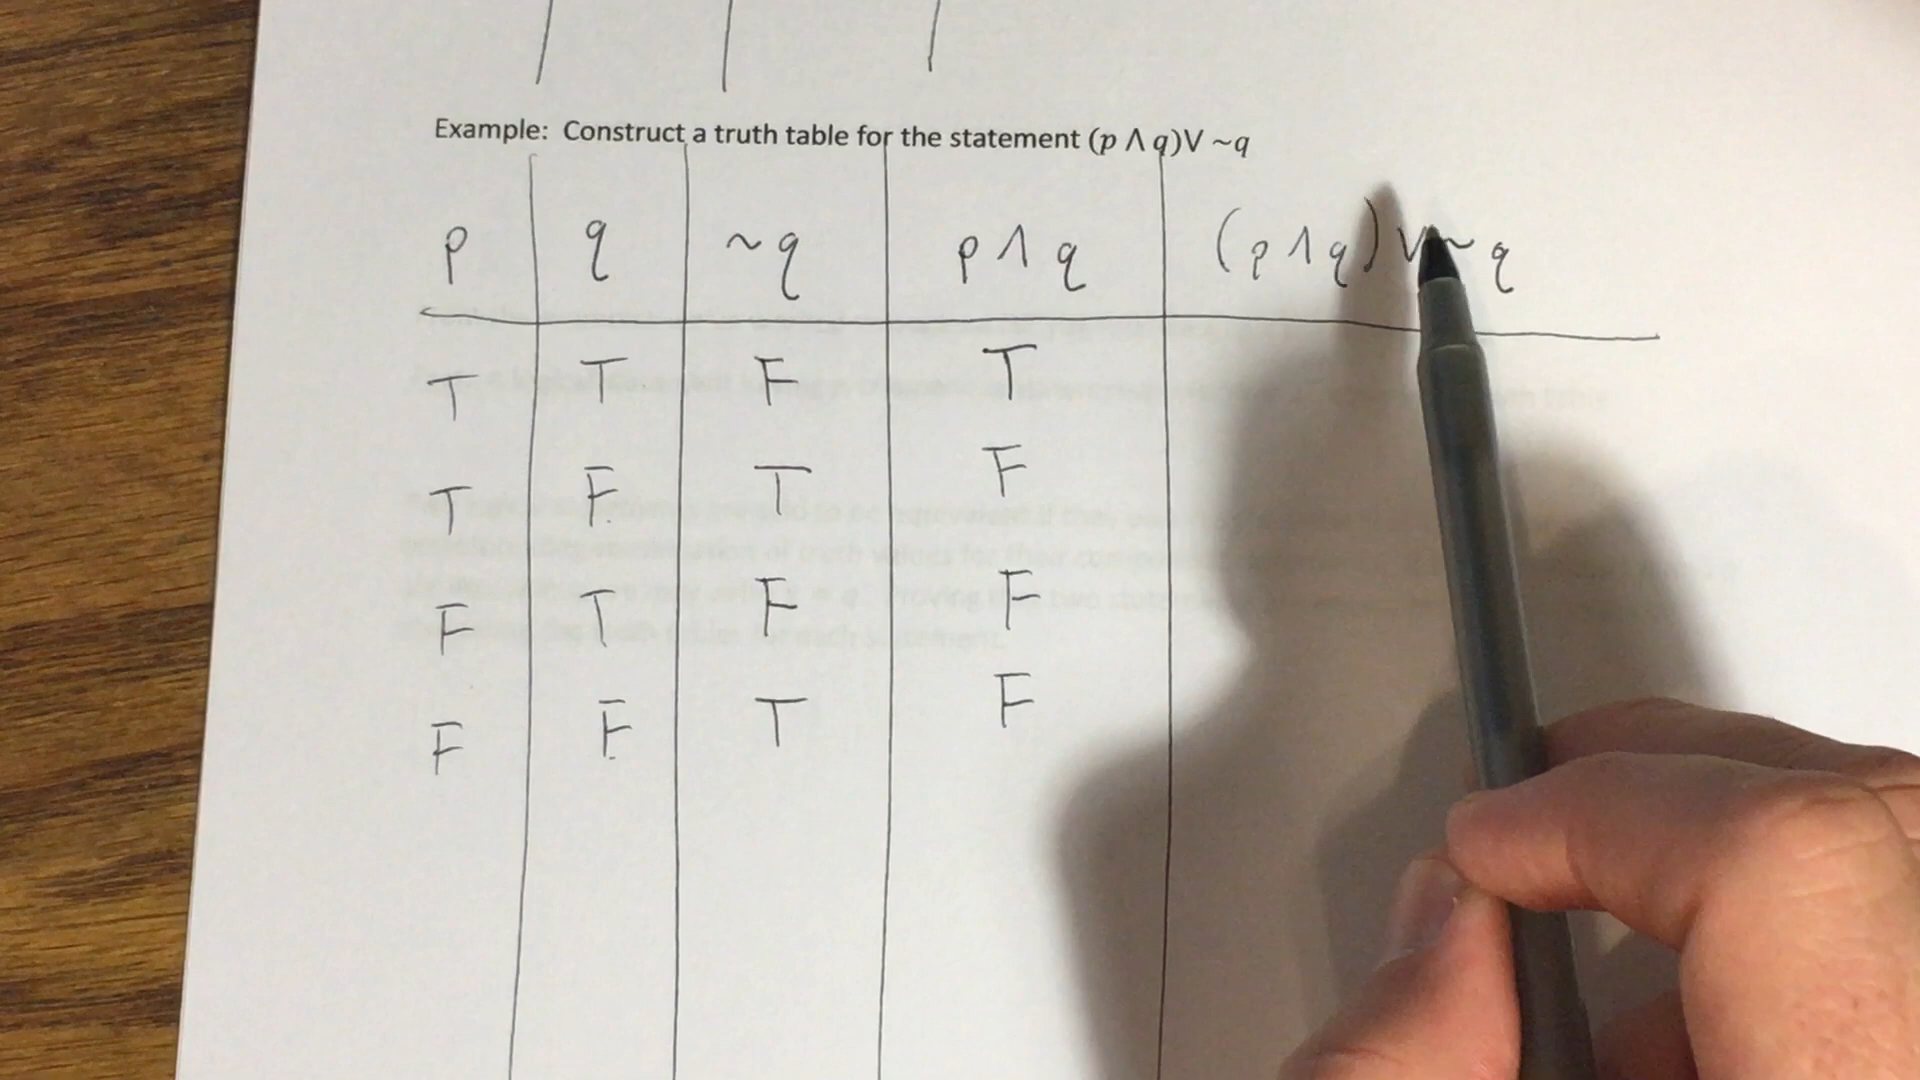 Example: Construct a truth table for the statement (p ∧ q)∨ ~q
p q ~q p ∧ q (p ∧ q) ∨ ~q
T T F T
T F T F
F T F F
F F T F